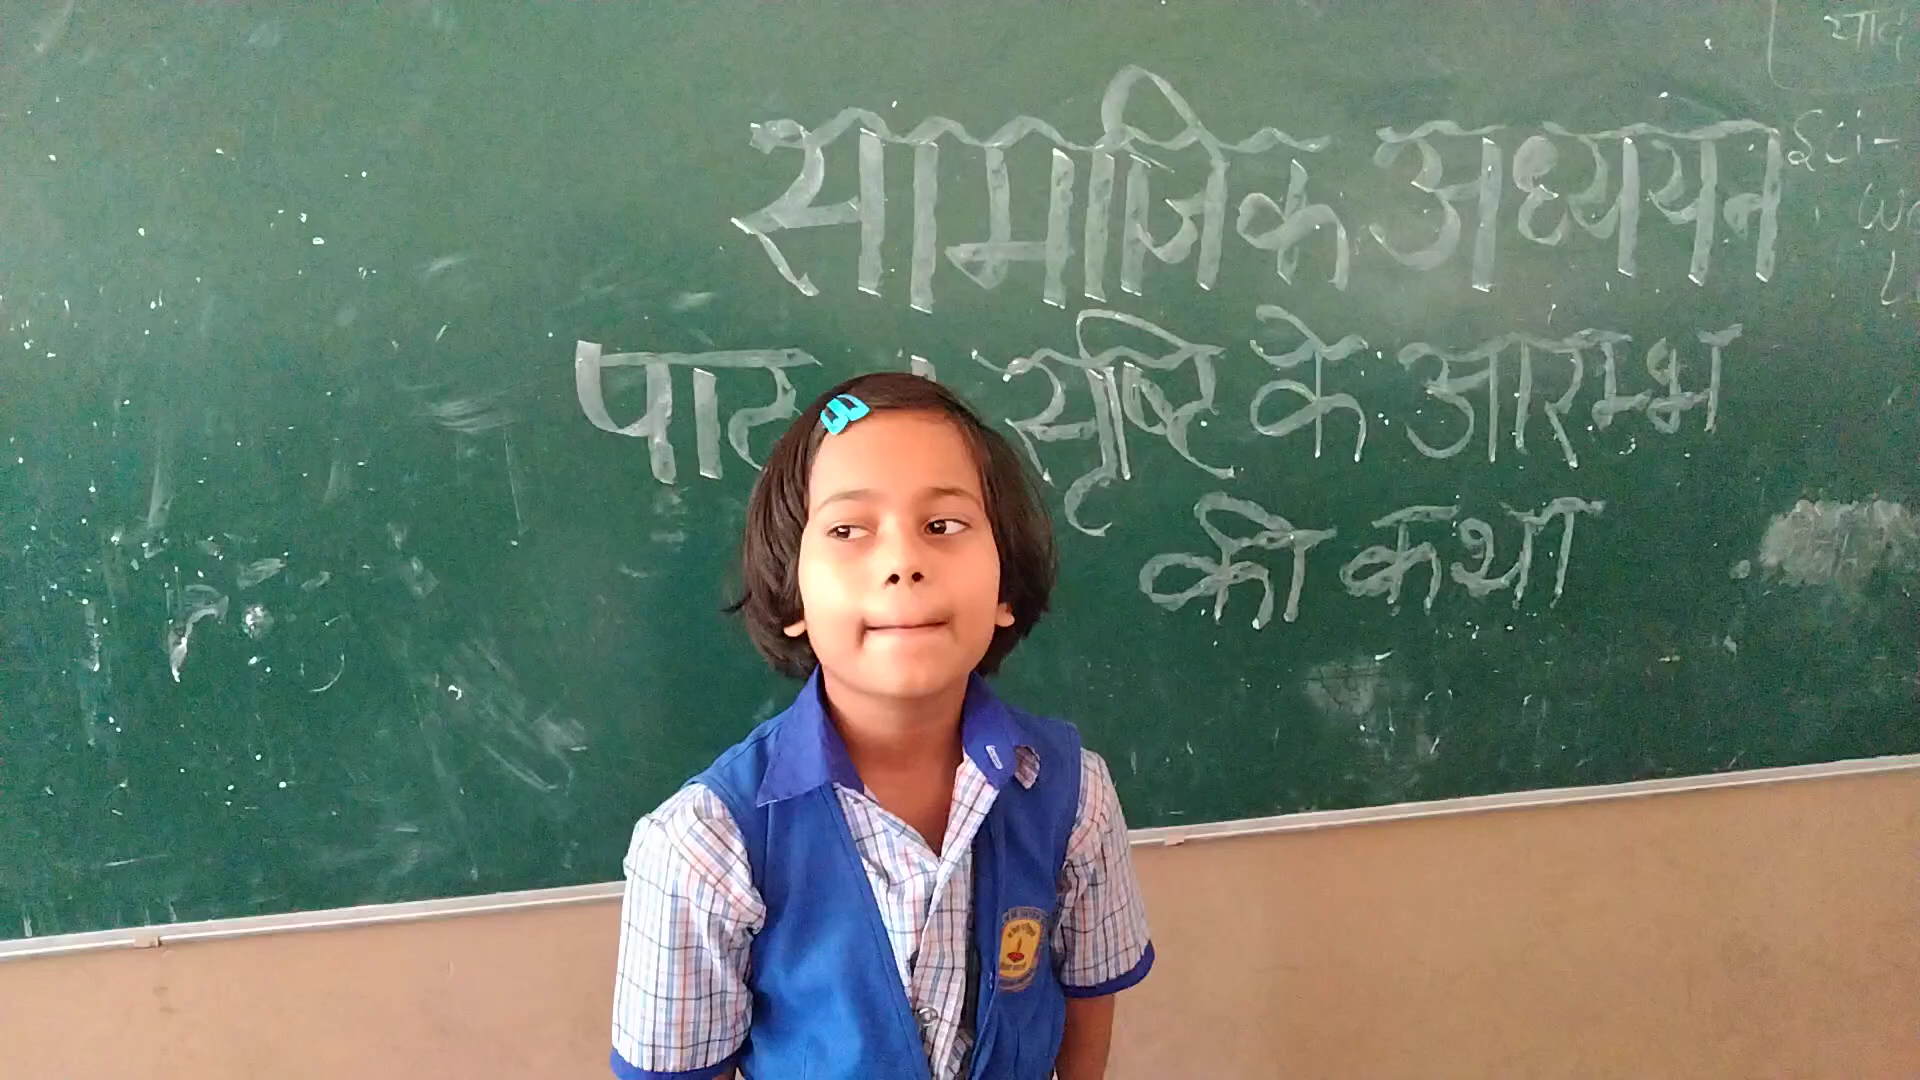 सामाजिक अध्ययन
पाठ सृष्टि के आरम्भ
की कथा